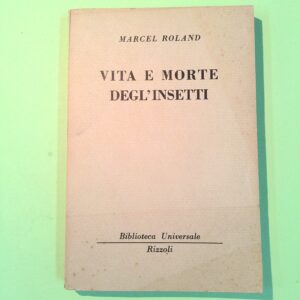 MARCEL ROLAND
VITA E MORTE
DEGL'INSETTI
Biblioteca Universale
Rizzoli